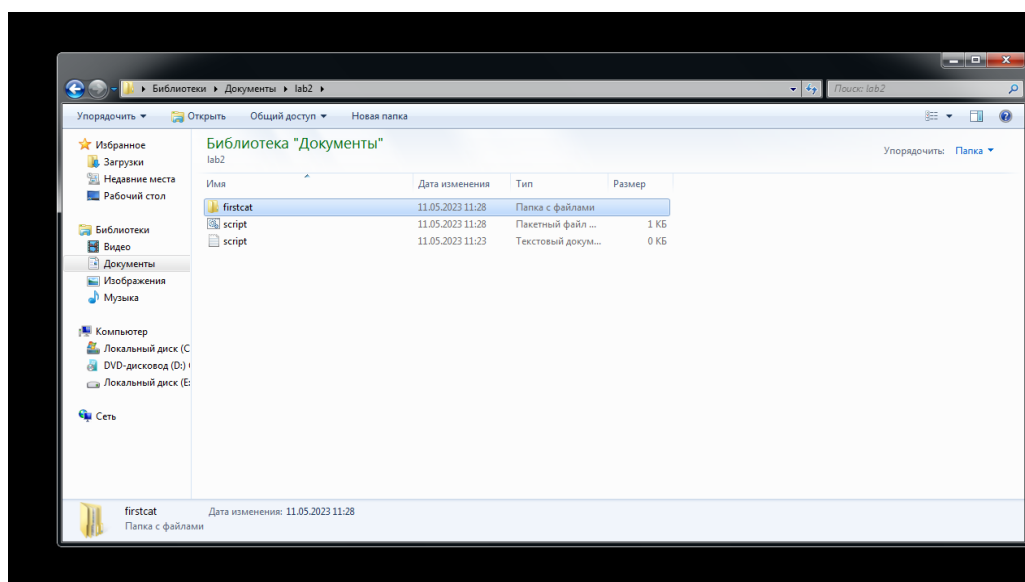 Библиотеки ▸ Документы ▸ lab2 ▸
Поиск: lab2
Упорядочить Открыть Общий доступ Новая папка
Избранное
Загрузки
Недавние места
Рабочий стол
Библиотеки
Видео
Документы
Изображения
Музыка
Компьютер
Локальный диск (C
DVD-дисковод (D:)
Локальный диск (E:
Сеть
Библиотека "Документы"
lab2
Упорядочить: Папка
Имя Дата изменения Тип Размер
firstcat 11.05.2023 11:28 Папка с файлами
script 11.05.2023 11:28 Пакетный файл ... 1 КБ
script 11.05.2023 11:23 Текстовый докум... 0 КБ
firstcat Дата изменения: 11.05.2023 11:28
Папка с файлами